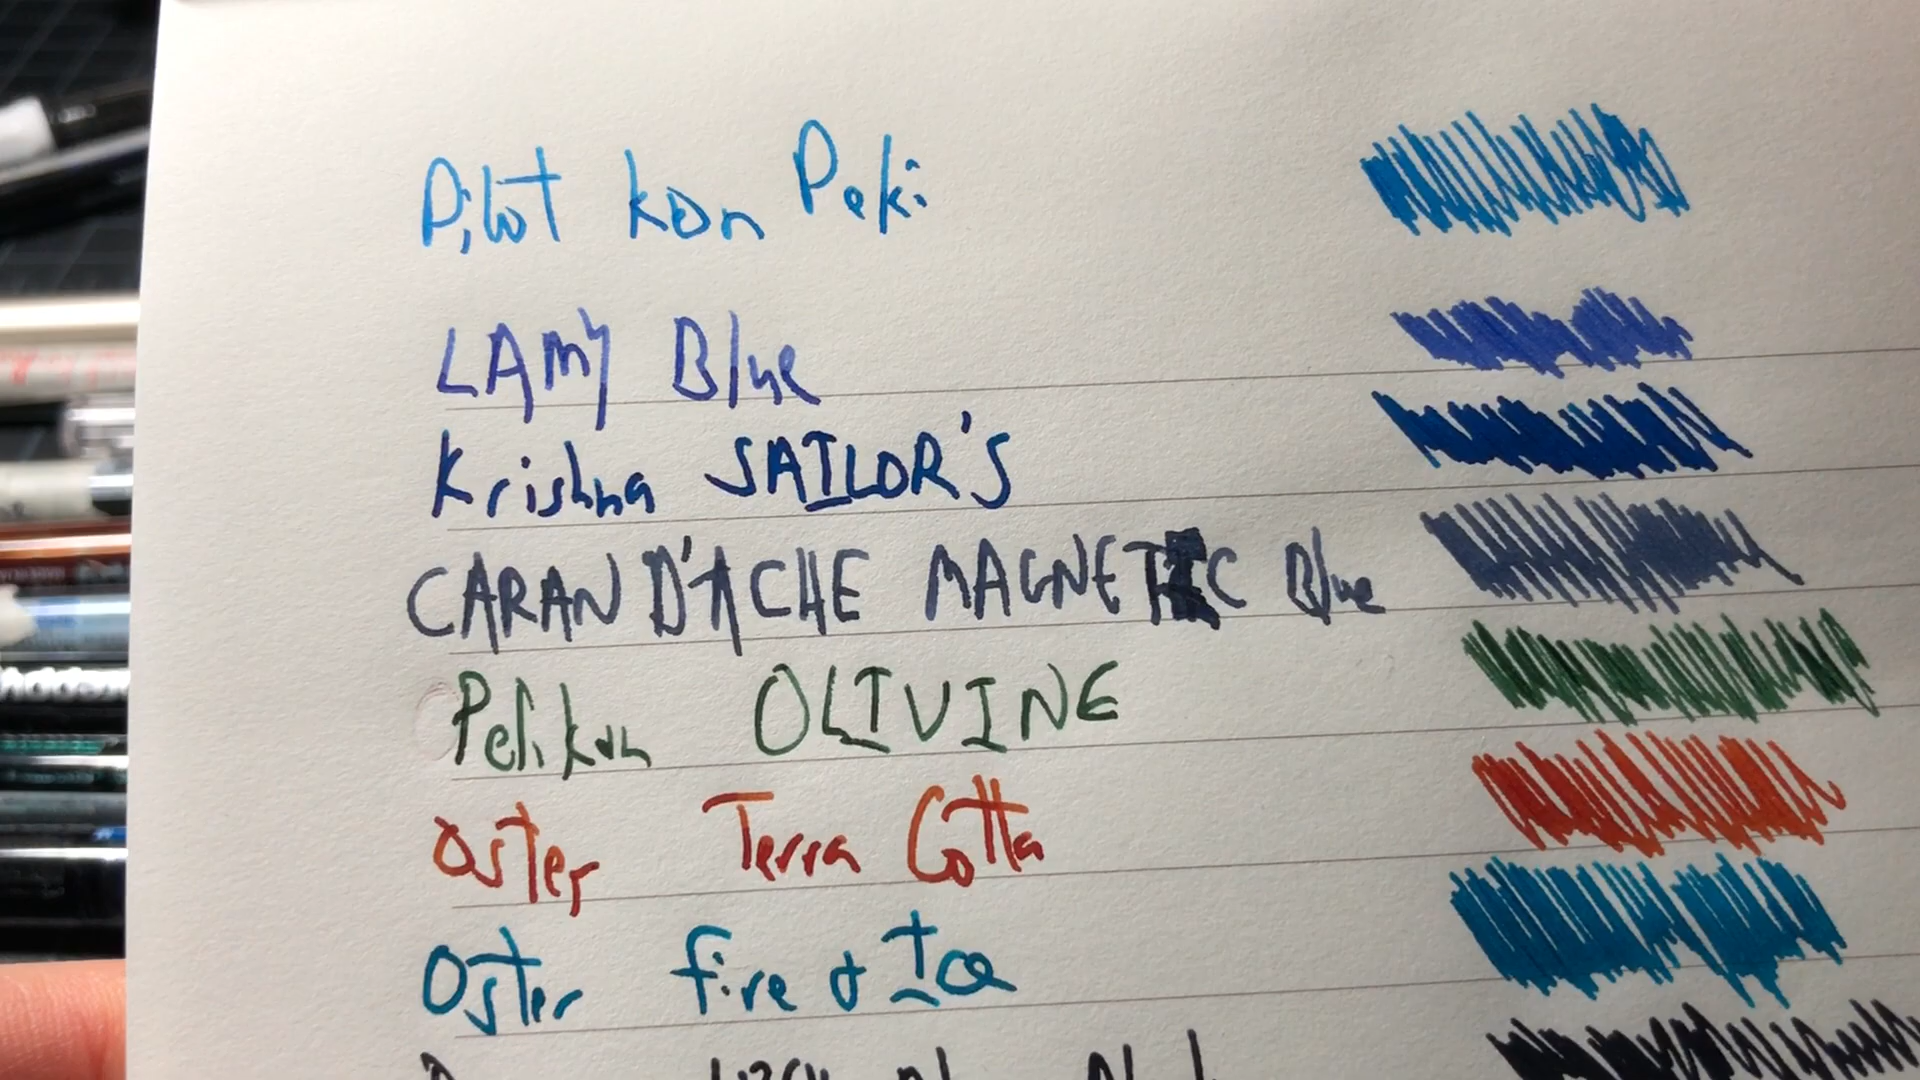 Pilot kon Peki
LAMY Blue
Krishna SAILOR'S
CARAN D'ACHE MAGNETIC Blue
Pelikan OLIVINE
Oster Terra Cotta
Oster fire & Ice